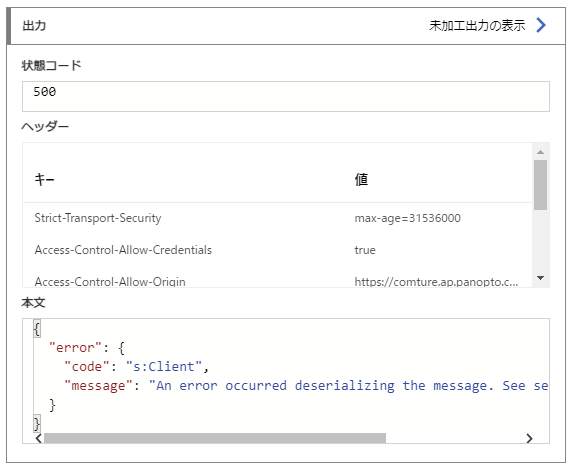 出力
未加工出力の表示
状態コード
500
ヘッダー
キー 値
Strict-Transport-Security max-age=31536000
Access-Control-Allow-Credentials true
Access-Control-Allow-Origin https://comture.ap.panopto.c...
本文
{
"error": {
"code": "s:Client",
"message": "An error occurred deserializing the message. See se
}
}